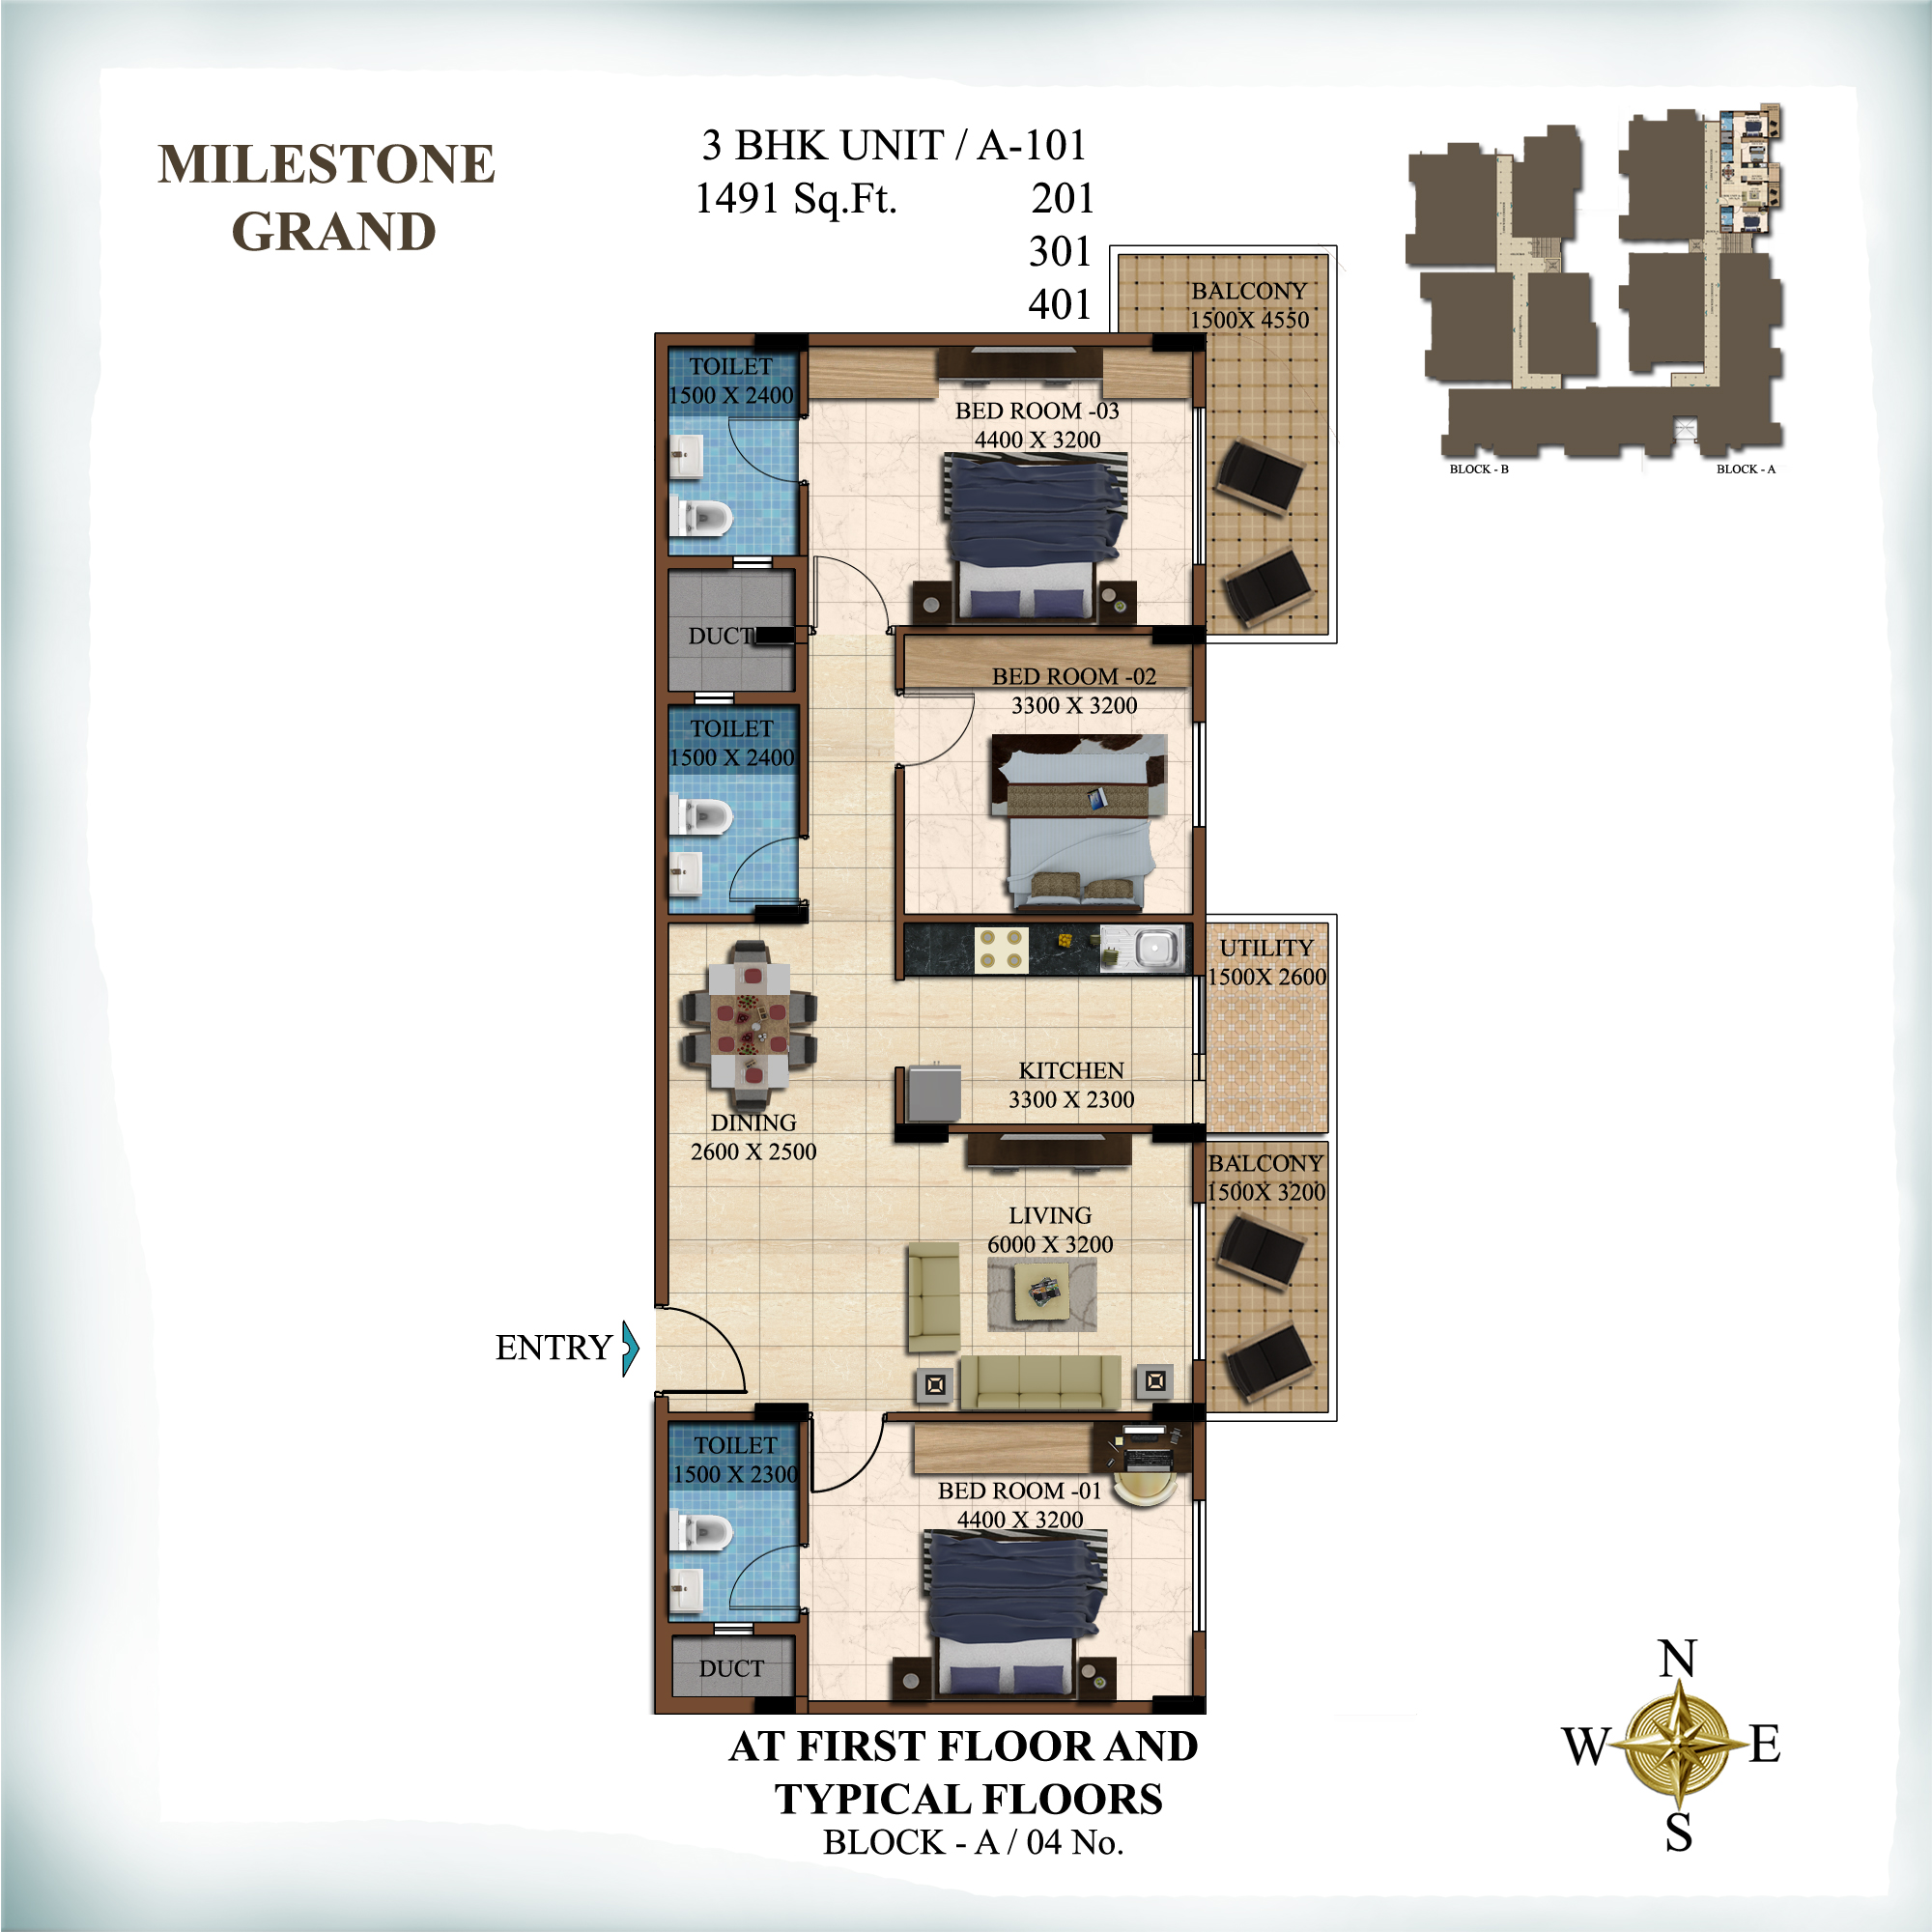 MILESTONE
GRAND
3 BHK UNIT / A-101
1491 Sq.Ft. 201
301
401
BLOCK - B
BLOCK - A
BALCONY
1500X 4550
TOILET
1500 X 2400
BED ROOM -03
4400 X 3200
DUCT
BED ROOM -02
3300 X 3200
TOILET
1500 X 2400
UTILITY
1500X 2600
KITCHEN
3300 X 2300
DINING
2600 X 2500
BALCONY
1500X 3200
LIVING
6000 X 3200
ENTRY
TOILET
1500 X 2300
BED ROOM -01
4400 X 3200
DUCT
N
W E
S
AT FIRST FLOOR AND
TYPICAL FLOORS
BLOCK - A / 04 No.